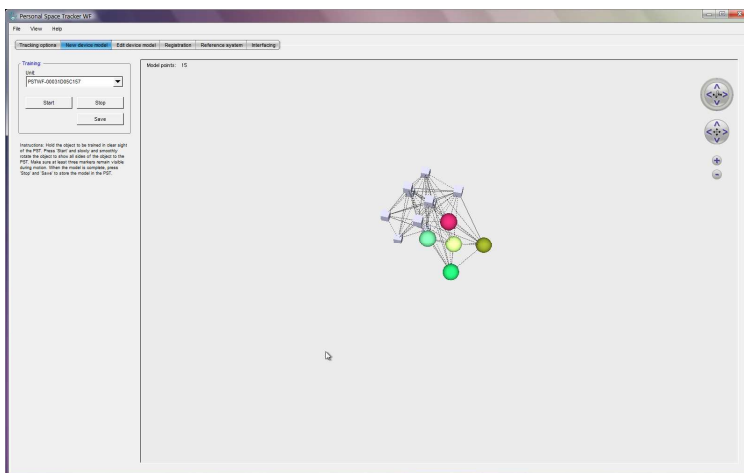 Personal Space Tracker WF
File View Help
Tracking options New device model Edit device model Registration Reference system Interfacing
Training:
Unit
PSTWF-00031D05C157
Start Stop
Save
Instructions: Hold the object to be trained in clear sight
of the PST. Press 'Start' and slowly and smoothly
rotate the object to show all sides of the object to the
PST. Make sure at least three markers remain visible
during motion. When the model is complete, press
'Stop' and 'Save' to store the model in the PST.
Model points: 15